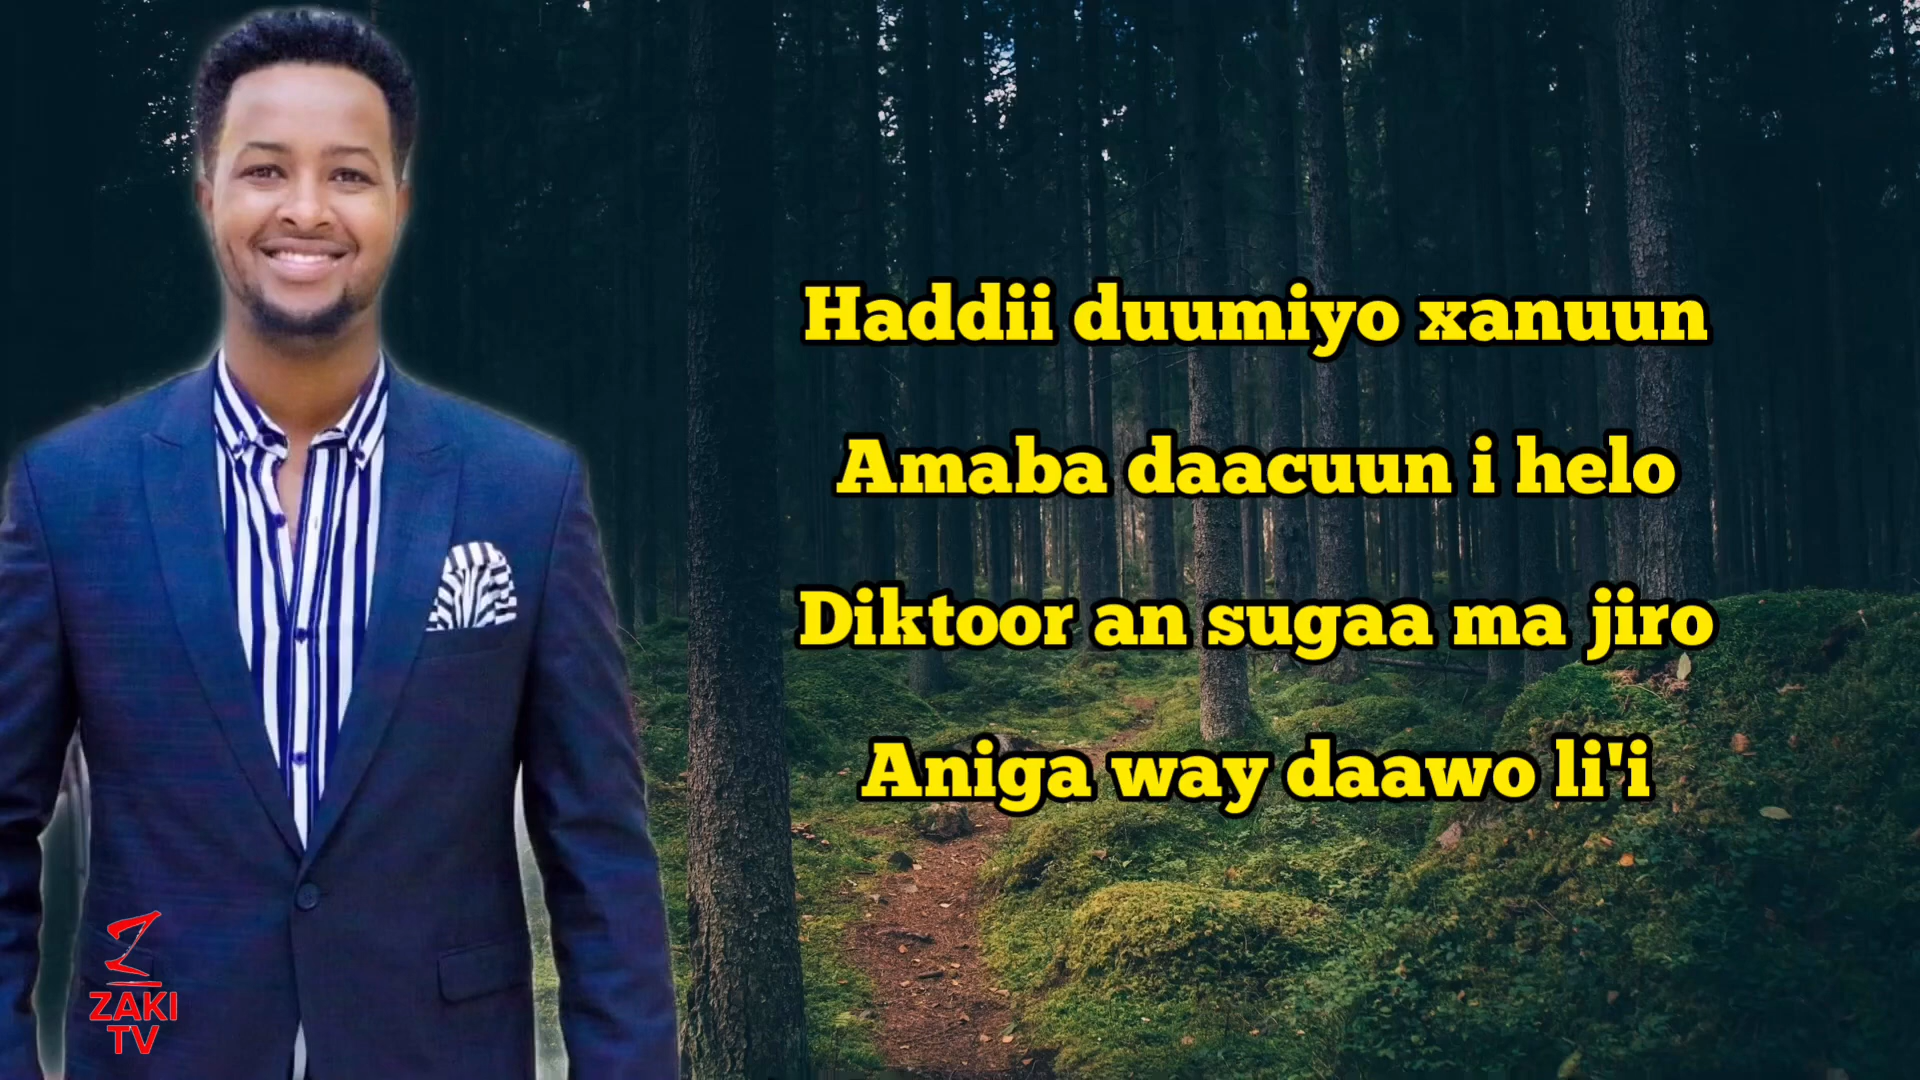 Haddii duumiyo xanuun
Amaba daacuun i helo
Diktoor an sugaa ma jiro
Aniga way daawo li'i
ZAKI
TV